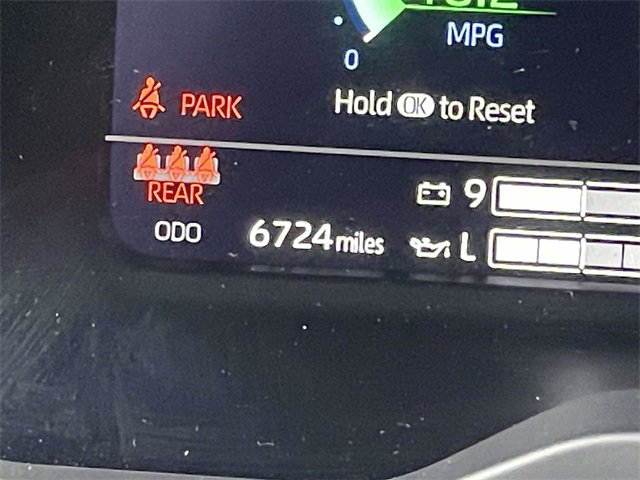 MPG
0
PARK
Hold OK to Reset
REAR
9
ODO 6724 miles
L